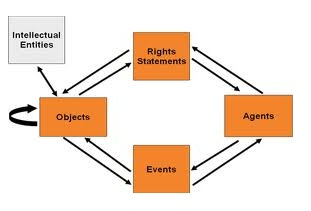 Intellectual
Entities
Rights
Statements
Objects
Agents
Events